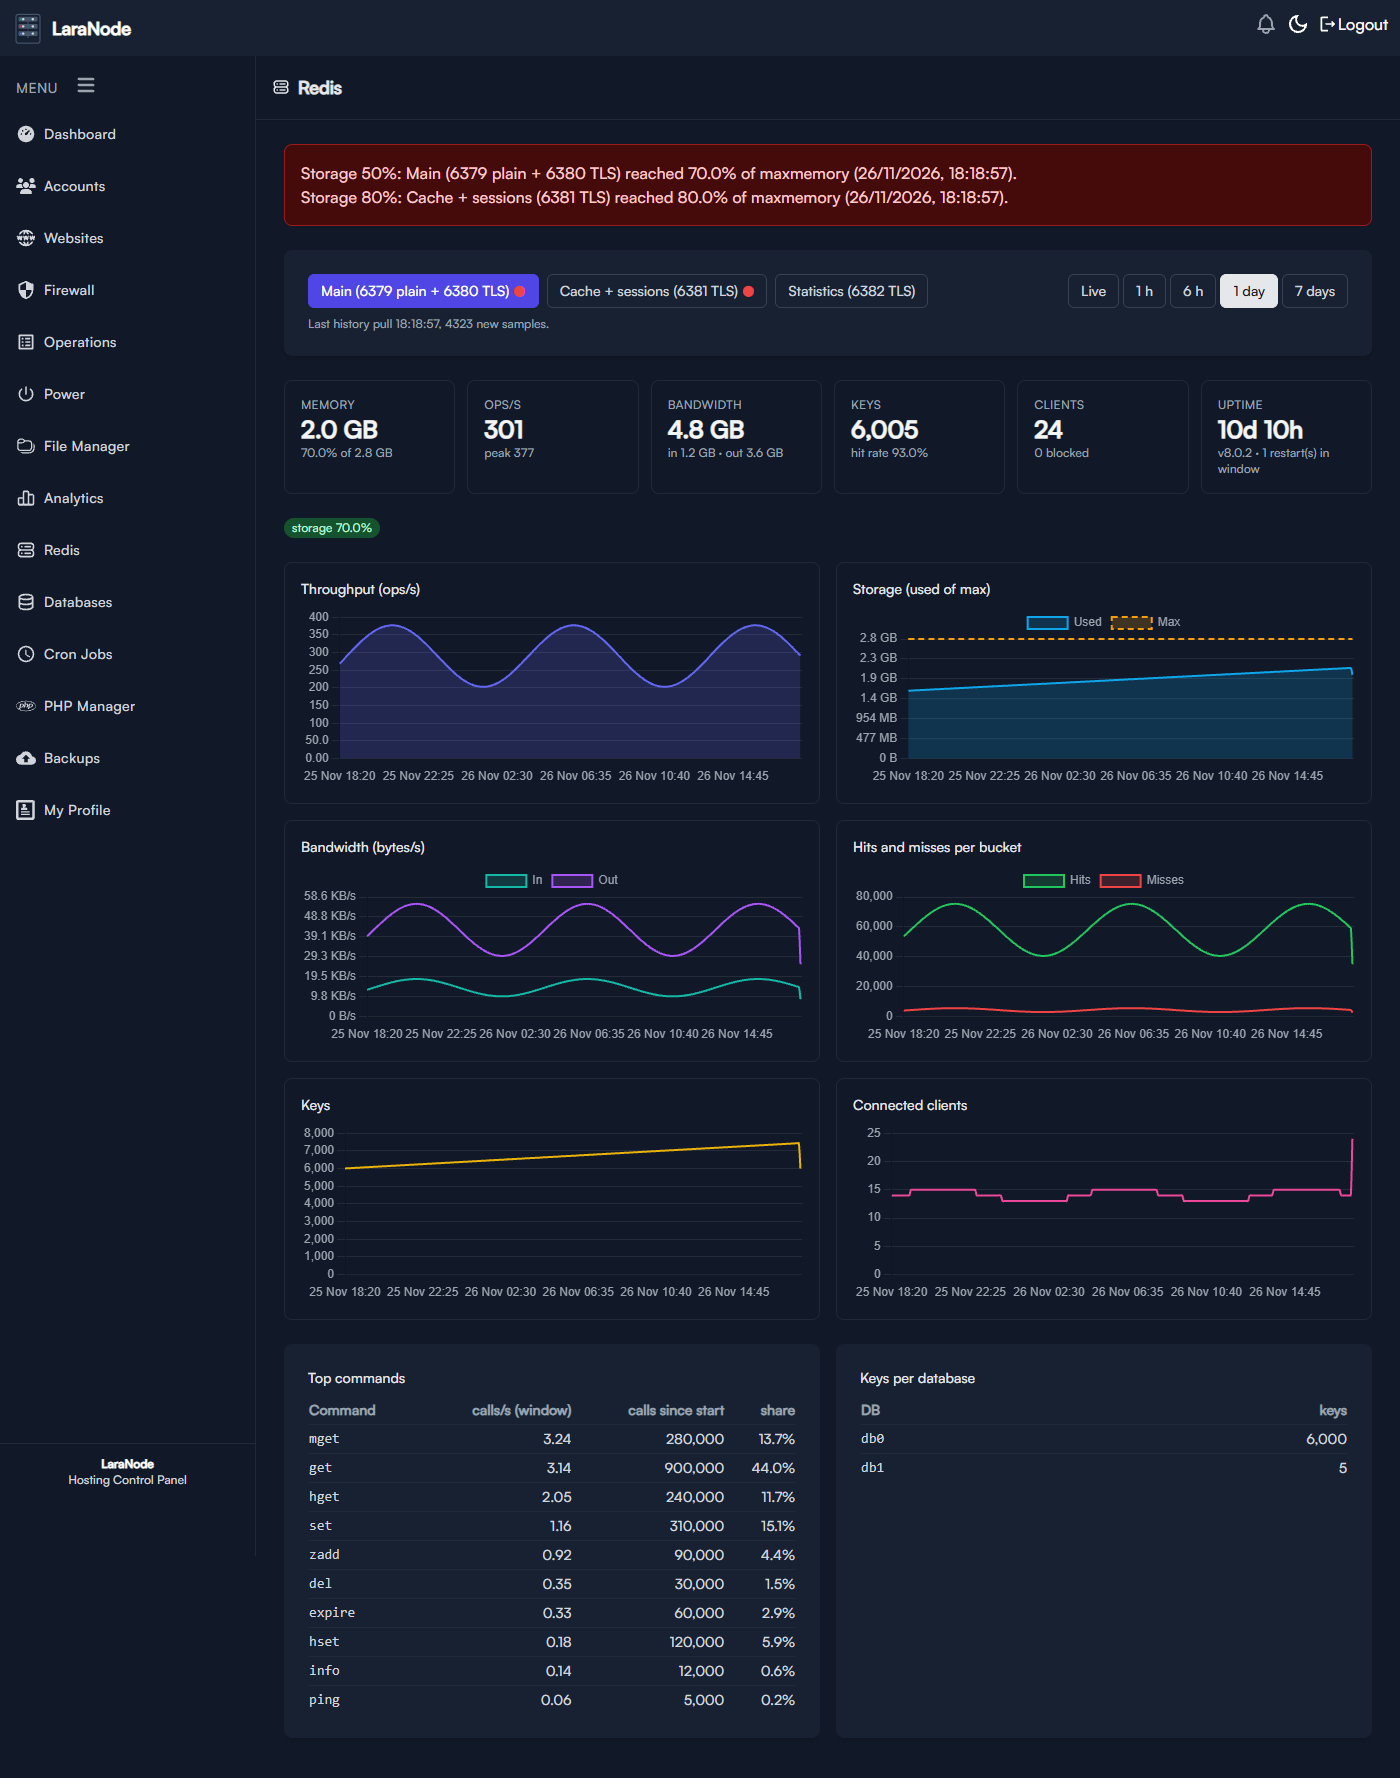 LaraNode
Logout
MENU
Dashboard
Accounts
Websites
Firewall
Operations
Power
File Manager
Analytics
Redis
Databases
Cron Jobs
PHP Manager
Backups
My Profile
LaraNode
Hosting Control Panel
Redis
Storage 50%: Main (6379 plain + 6380 TLS) reached 70.0% of maxmemory (26/11/2026, 18:18:57).
Storage 80%: Cache + sessions (6381 TLS) reached 80.0% of maxmemory (26/11/2026, 18:18:57).
Main (6379 plain + 6380 TLS) Cache + sessions (6381 TLS) Statistics (6382 TLS) Live 1 h 6 h 1 day 7 days
Last history pull 18:18:57, 4323 new samples.
MEMORY
2.0 GB
70.0% of 2.8 GB
OPS/S
301
peak 377
BANDWIDTH
4.8 GB
in 1.2 GB · out 3.6 GB
KEYS
6,005
hit rate 93.0%
CLIENTS
24
0 blocked
UPTIME
10d 10h
v8.0.2 · 1 restart(s) in
window
storage 70.0%
Throughput (ops/s)
400
350
300
250
200
150
100
50.0
0.00
25 Nov 18:20 25 Nov 22:25 26 Nov 02:30 26 Nov 06:35 26 Nov 10:40 26 Nov 14:45
Storage (used of max)
Used Max
2.8 GB
2.3 GB
1.9 GB
1.4 GB
954 MB
477 MB
0 B
25 Nov 18:20 25 Nov 22:25 26 Nov 02:30 26 Nov 06:35 26 Nov 10:40 26 Nov 14:45
Bandwidth (bytes/s)
In Out
58.6 KB/s
48.8 KB/s
39.1 KB/s
29.3 KB/s
19.5 KB/s
9.8 KB/s
0 B/s
25 Nov 18:20 25 Nov 22:25 26 Nov 02:30 26 Nov 06:35 26 Nov 10:40 26 Nov 14:45
Hits and misses per bucket
Hits Misses
80,000
60,000
40,000
20,000
0
25 Nov 18:20 25 Nov 22:25 26 Nov 02:30 26 Nov 06:35 26 Nov 10:40 26 Nov 14:45
Keys
8,000
7,000
6,000
5,000
4,000
3,000
2,000
1,000
0
25 Nov 18:20 25 Nov 22:25 26 Nov 02:30 26 Nov 06:35 26 Nov 10:40 26 Nov 14:45
Connected clients
25
20
15
10
5
0
25 Nov 18:20 25 Nov 22:25 26 Nov 02:30 26 Nov 06:35 26 Nov 10:40 26 Nov 14:45
Top commands
Command calls/s (window) calls since start share
mget 3.24 280,000 13.7%
get 3.14 900,000 44.0%
hget 2.05 240,000 11.7%
set 1.16 310,000 15.1%
zadd 0.92 90,000 4.4%
del 0.35 30,000 1.5%
expire 0.33 60,000 2.9%
hset 0.18 120,000 5.9%
info 0.14 12,000 0.6%
ping 0.06 5,000 0.2%
Keys per database
DB keys
db0 6,000
db1 5